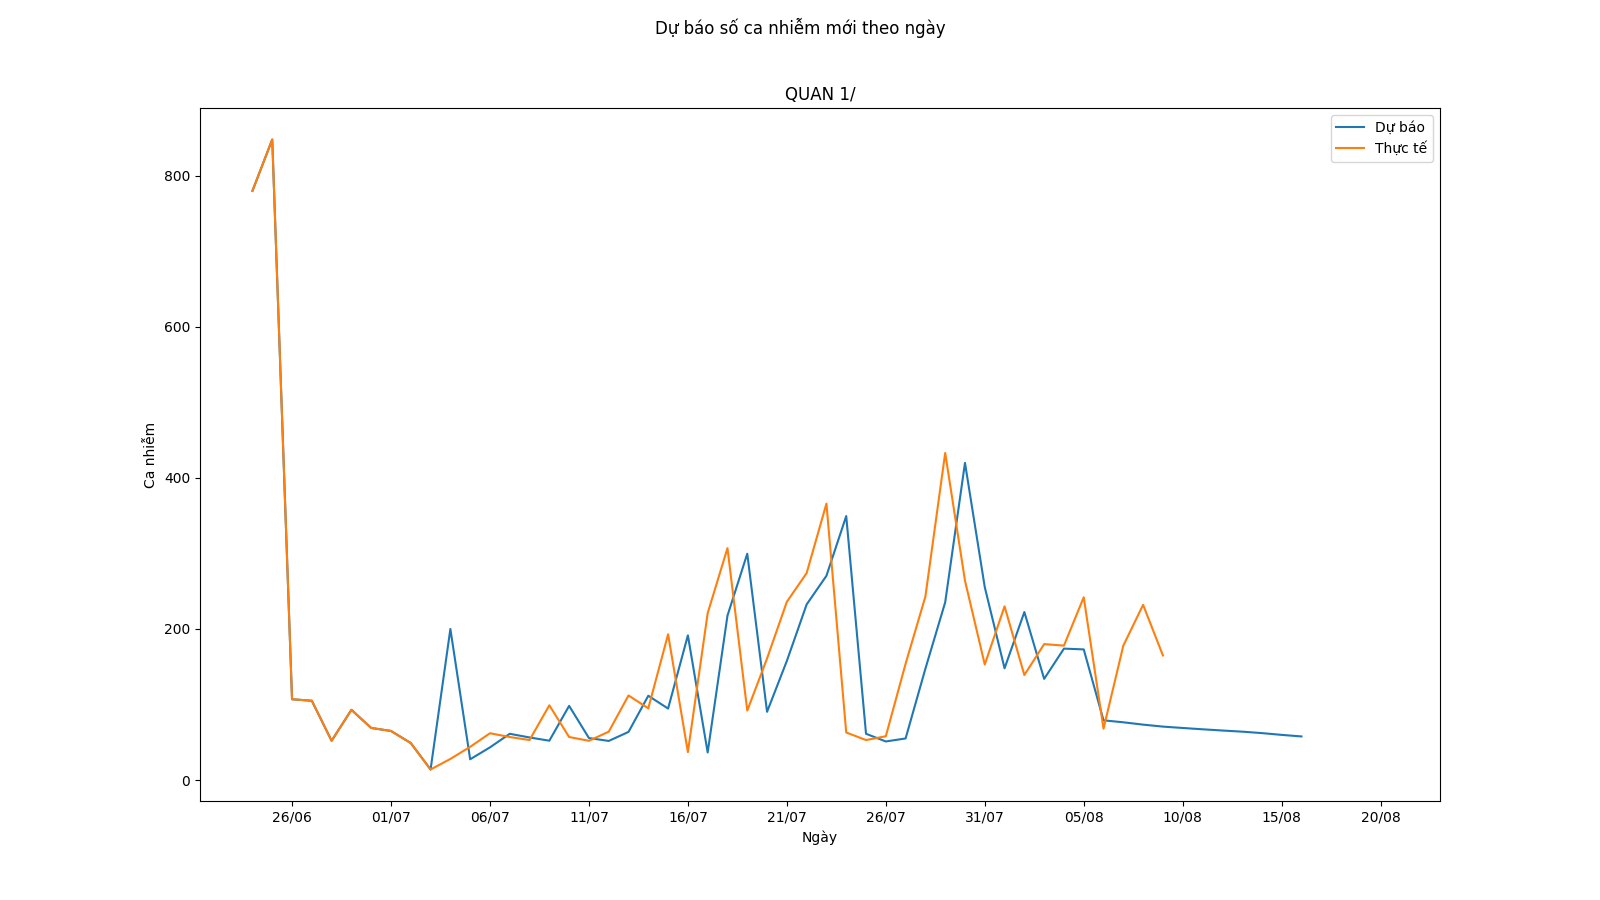 Dự báo số ca nhiễm mới theo ngày
QUAN 1/
Dự báo
Thực tế
800
600
400
200
0
Ca nhiễm
26/06 01/07 06/07 11/07 16/07 21/07 26/07 31/07 05/08 10/08 15/08 20/08
Ngày